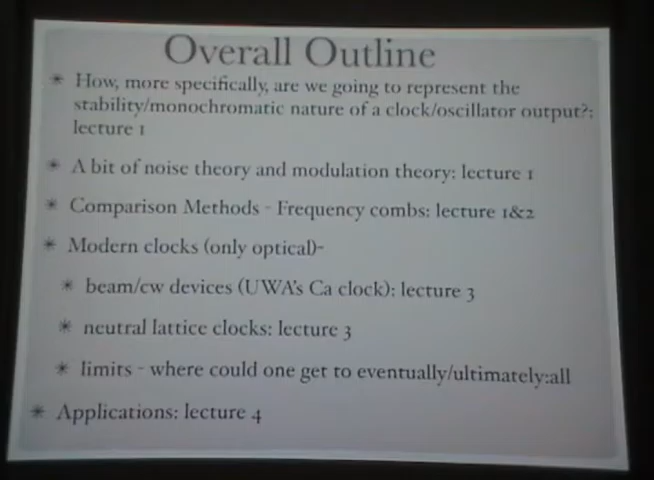 Overall Outline
* How, more specifically, are we going to represent the
stability/monochromatic nature of a clock/oscillator output?:
lecture 1
* A bit of noise theory and modulation theory: lecture 1
* Comparison Methods - Frequency combs: lecture 1&2
* Modern clocks (only optical)-
* beam/cw devices (UWA's Ca clock): lecture 3
* neutral lattice clocks: lecture 3
* limits - where could one get to eventually/ultimately:all
* Applications: lecture 4